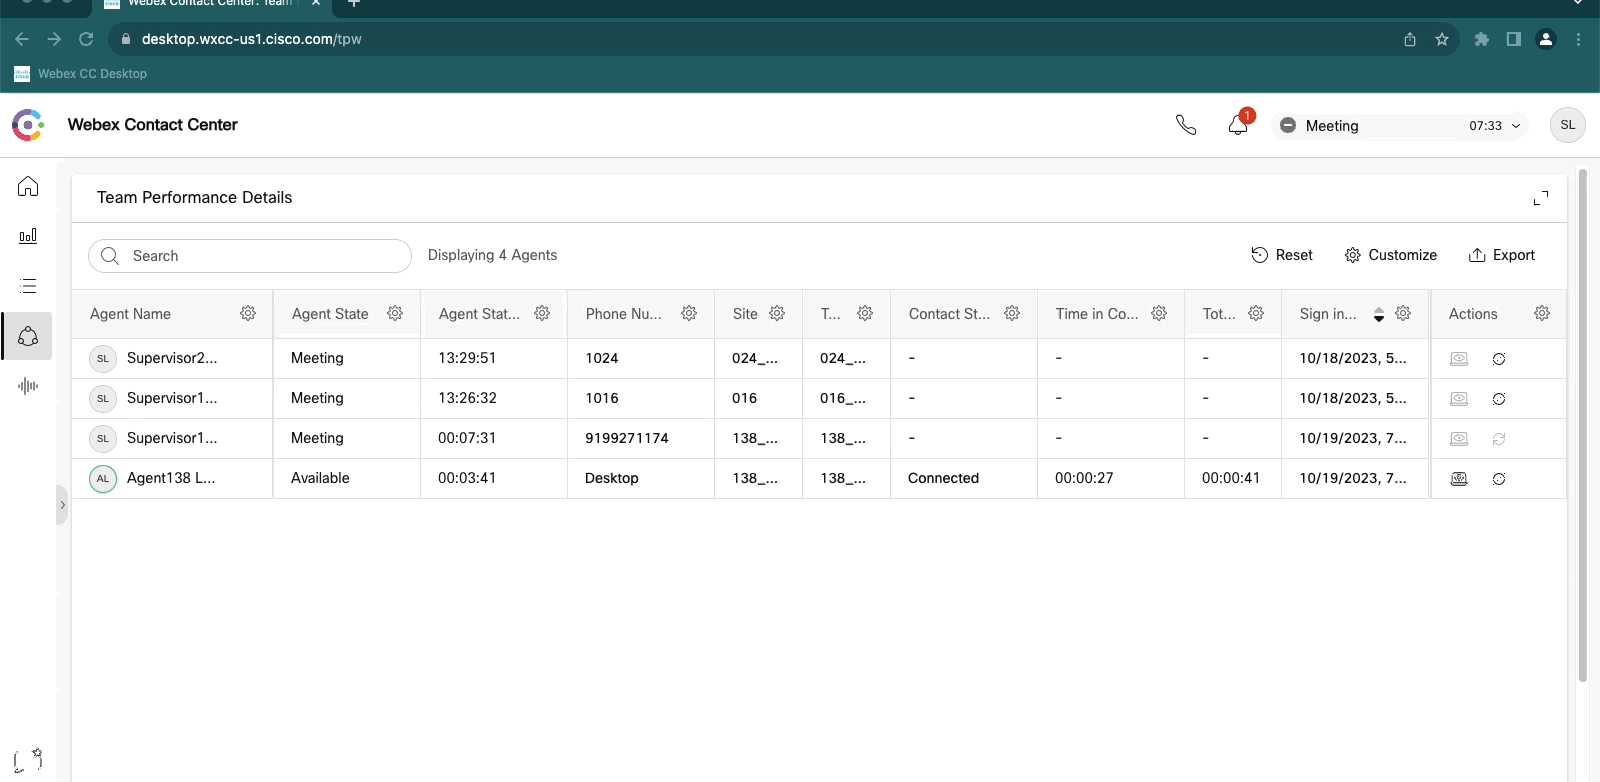 Webex Contact Center: Team
desktop.wxcc-us1.cisco.com/tpw
Webex CC Desktop
Webex Contact Center
1
Meeting 07:33
SL
Team Performance Details
Search
Displaying 4 Agents
Reset Customize Export
Agent Name Agent State Agent Stat... Phone Nu... Site T... Contact St... Time in Co... Tot... Sign in... Actions
SL Supervisor2... Meeting 13:29:51 1024 024_... 024_... - - - 10/18/2023, 5...
SL Supervisor1... Meeting 13:26:32 1016 016 016_... - - - 10/18/2023, 5...
SL Supervisor1... Meeting 00:07:31 9199271174 138_... 138_... - - - 10/19/2023, 7...
AL Agent138 L... Available 00:03:41 Desktop 138_... 138_... Connected 00:00:27 00:00:41 10/19/2023, 7...